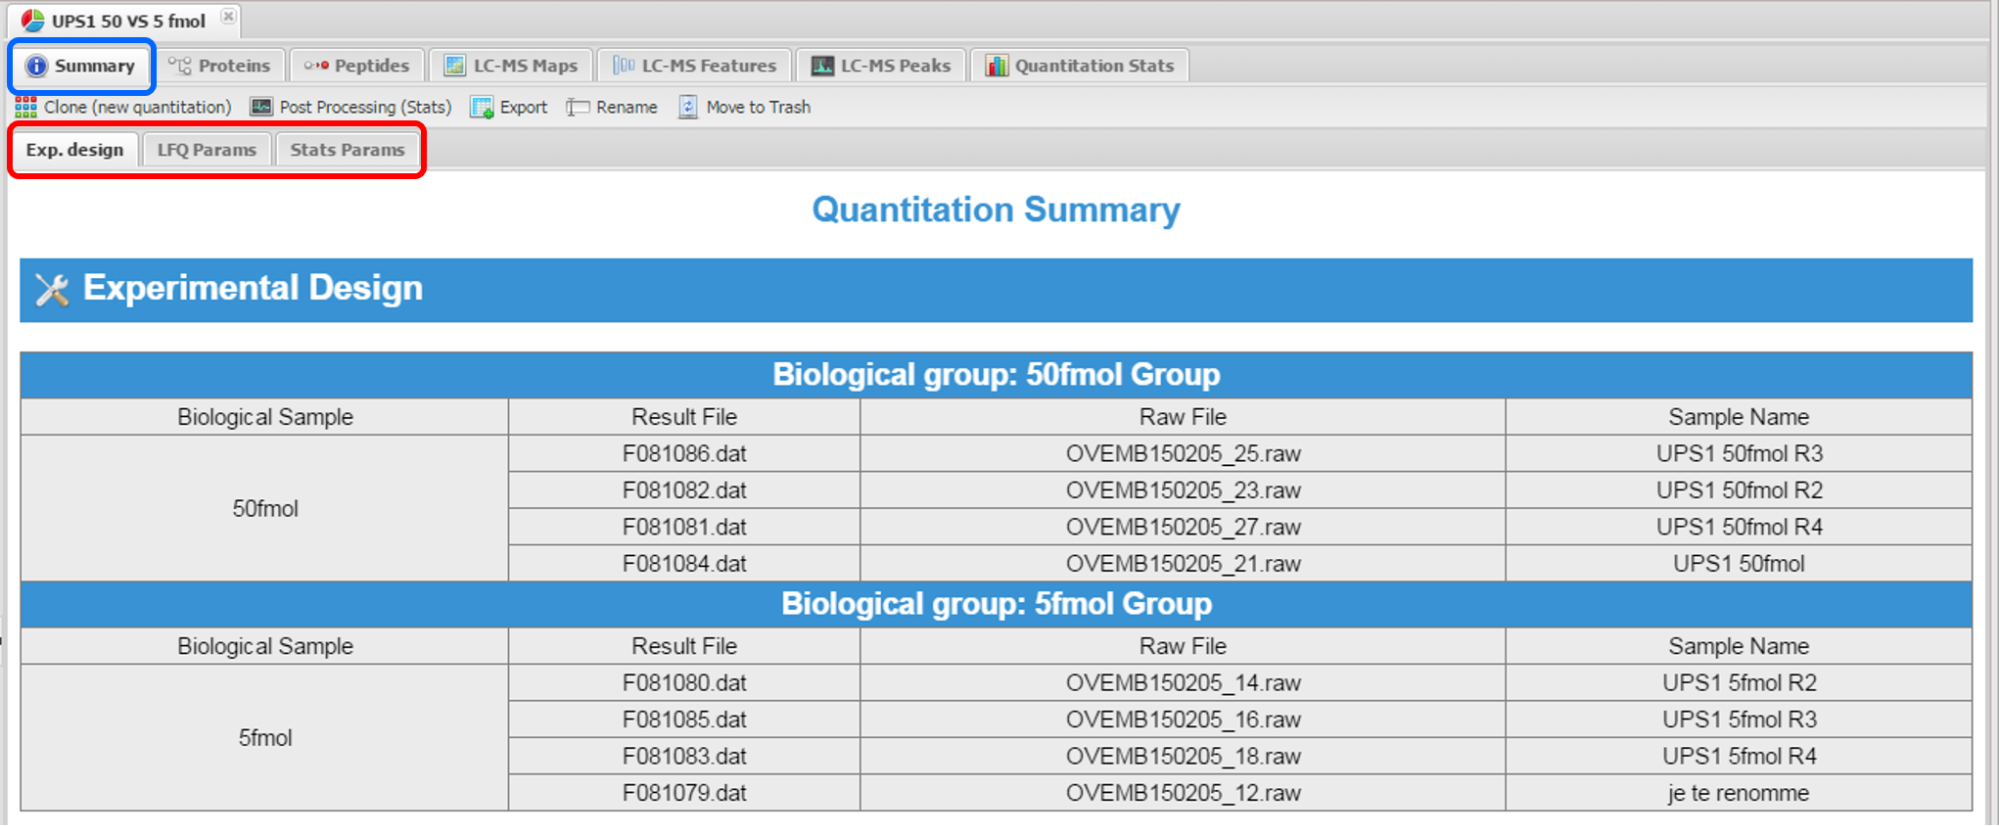 UPS1 50 VS 5 fmol
Summary Proteins Peptides LC-MS Maps LC-MS Features LC-MS Peaks Quantitation Stats
Clone (new quantitation) Post Processing (Stats) Export Rename Move to Trash
Exp. design LFQ Params Stats Params
Quantitation Summary
Experimental Design
Biological group: 50fmol Group
Biological Sample Result File Raw File Sample Name
F081086.dat OVEMB150205_25.raw UPS1 50fmol R3
F081082.dat OVEMB150205_23.raw UPS1 50fmol R2
50fmol
F081081.dat OVEMB150205_27.raw UPS1 50fmol R4
F081084.dat OVEMB150205_21.raw UPS1 50fmol
Biological group: 5fmol Group
Biological Sample Result File Raw File Sample Name
F081080.dat OVEMB150205_14.raw UPS1 5fmol R2
F081085.dat OVEMB150205_16.raw UPS1 5fmol R3
5fmol
F081083.dat OVEMB150205_18.raw UPS1 5fmol R4
F081079.dat OVEMB150205_12.raw je te renomme